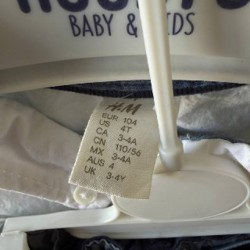 BABY & KIDS
H&M
EUR 104
US 4T
CA 3-4A
CN 110/56
MX 3-4A
AUS 4
UK 3-4Y